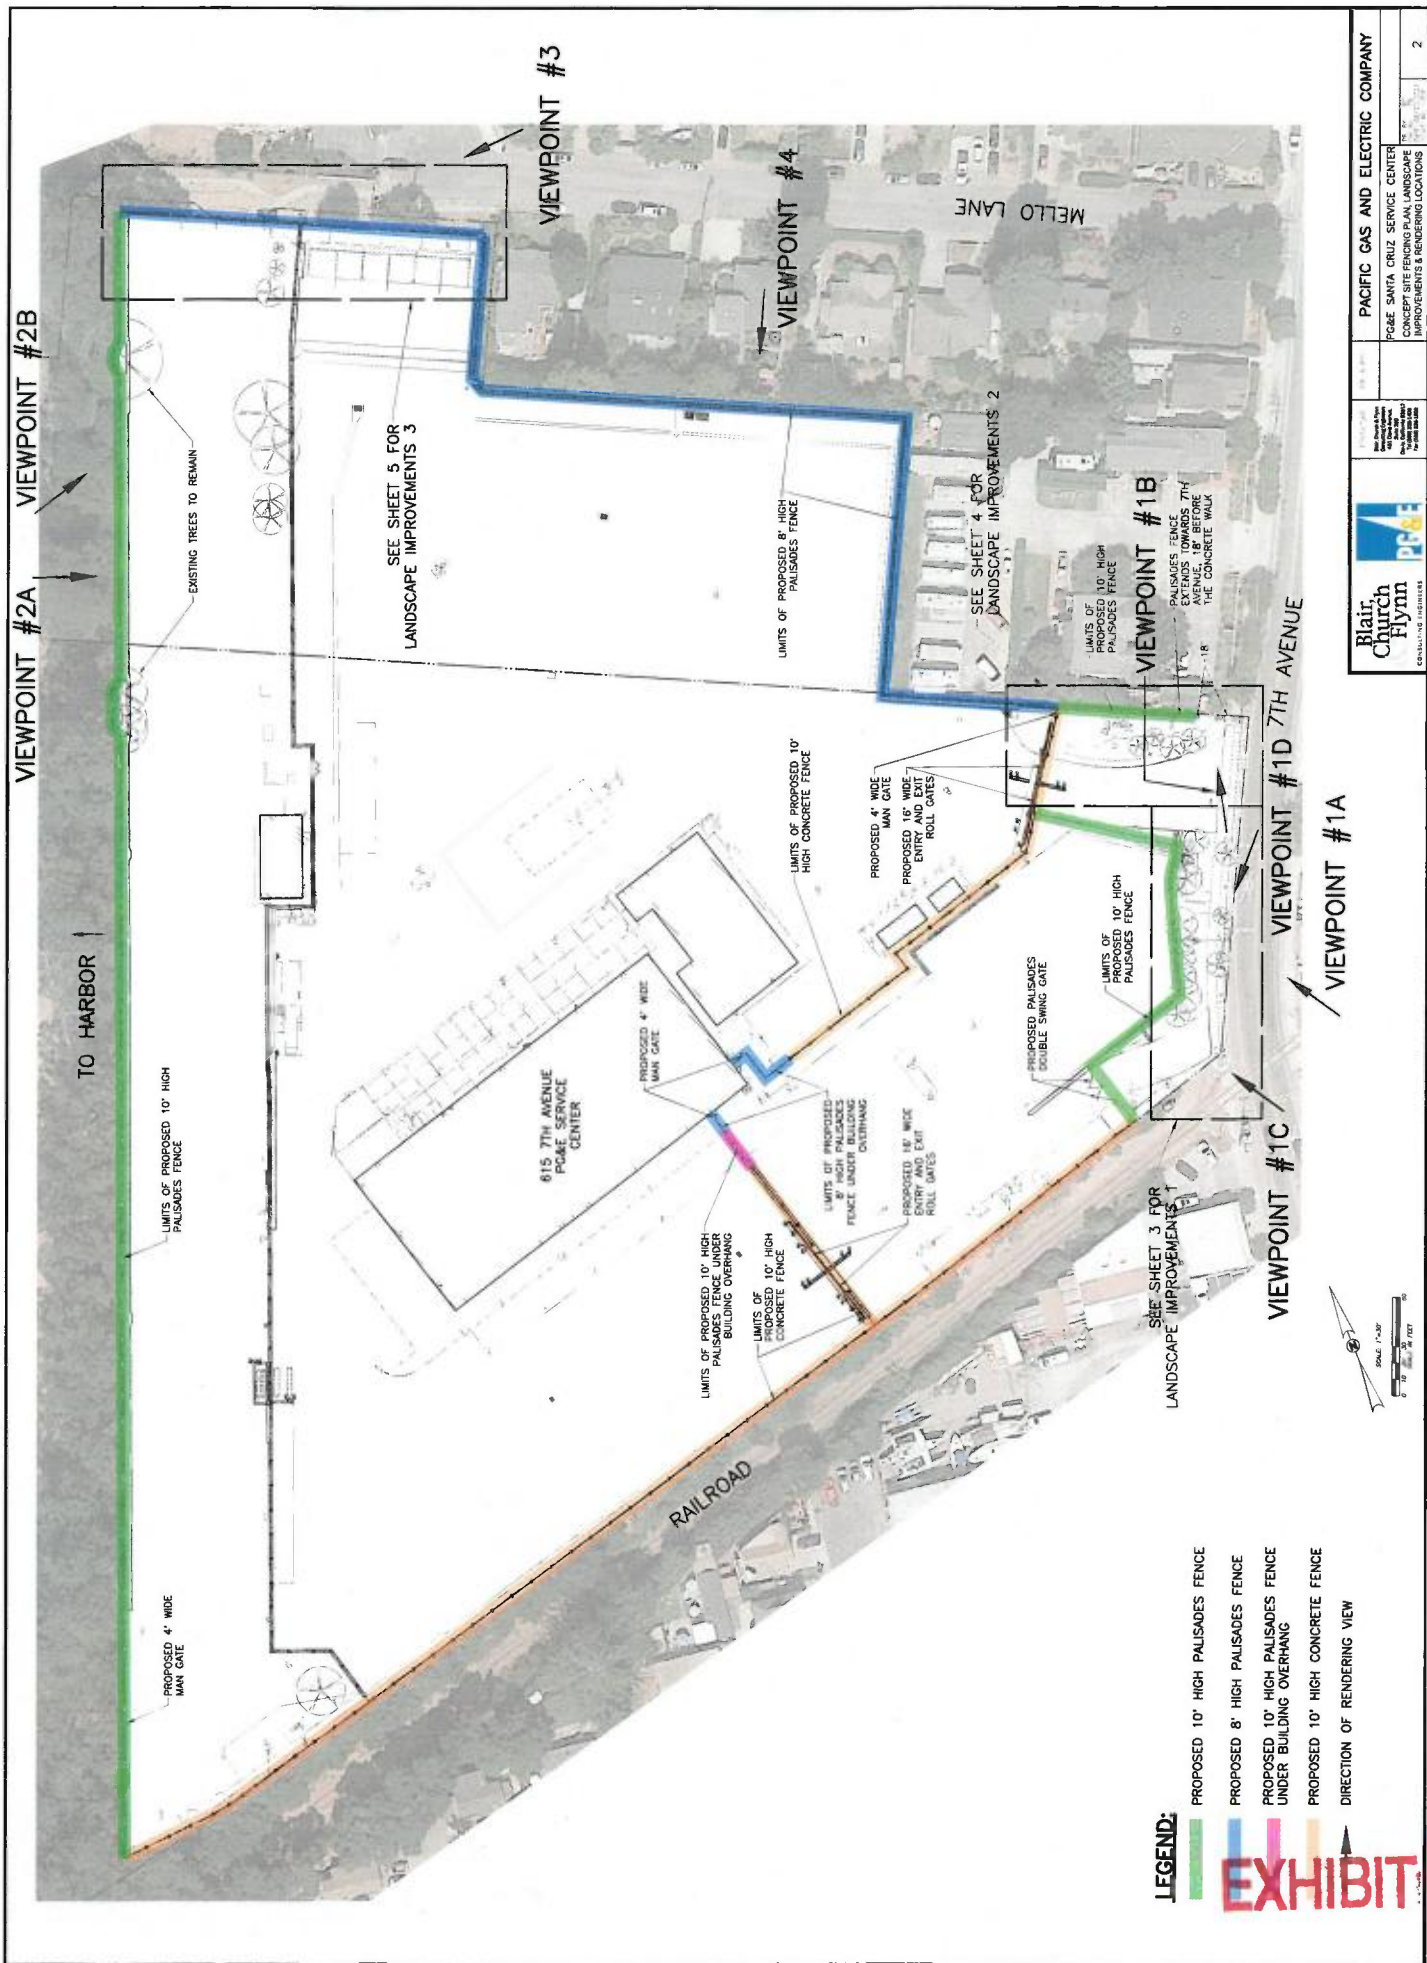 VIEWPOINT #2A
VIEWPOINT #2B
VIEWPOINT #3
TO HARBOR
EXISTING TREES TO REMAIN
LIMITS OF PROPOSED 10' HIGH
PALISADES FENCE
PROPOSED 4' WIDE
MAN GATE
SEE SHEET 5 FOR
LANDSCAPE IMPROVEMENTS 3
VIEWPOINT #4
MELLO LANE
LIMITS OF PROPOSED 8' HIGH
PALISADES FENCE
615 7TH AVENUE
PG&E SERVICE
CENTER
PROPOSED 4' WIDE
MAN GATE
LIMITS OF PROPOSED 10'
HIGH CONCRETE FENCE
PROPOSED 4' WIDE
MAN GATE
PROPOSED 16' WIDE
ENTRY AND EXIT
ROLL GATES
SEE SHEET 4 FOR
LANDSCAPE IMPROVEMENTS 2
LIMITS OF
PROPOSED 10' HIGH
PALISADES FENCE
VIEWPOINT #1B
PALISADES FENCE
EXTENDS TOWARDS 7TH
AVENUE, 18' BEFORE
THE CONCRETE WALK
18
LIMITS OF PROPOSED 10' HIGH
PALISADES FENCE UNDER
BUILDING OVERHANG
LIMITS OF
PROPOSED 10' HIGH
CONCRETE FENCE
LIMITS OF PROPOSED
8' HIGH PALISADES
FENCE UNDER BUILDING
OVERHANG
PROPOSED 16' WIDE
ENTRY AND EXIT
ROLL GATES
PROPOSED PALISADES
DOUBLE SWING GATE
LIMITS OF
PROPOSED 10' HIGH
PALISADES FENCE
RAILROAD
SEE SHEET 3 FOR
LANDSCAPE IMPROVEMENTS 1
VIEWPOINT #1C
VIEWPOINT #1D
7TH AVENUE
VIEWPOINT #1A
SCALE: 1"=30'
LEGEND:
PROPOSED 10' HIGH PALISADES FENCE
PROPOSED 8' HIGH PALISADES FENCE
PROPOSED 10' HIGH PALISADES FENCE
UNDER BUILDING OVERHANG
PROPOSED 10' HIGH CONCRETE FENCE
DIRECTION OF RENDERING VIEW
EXHIBIT
Blair,
Church
Flynn
CONSULTING ENGINEERS
PG&E
PACIFIC GAS AND ELECTRIC COMPANY
PG&E SANTA CRUZ SERVICE CENTER
CONCEPT SITE FENCING PLAN, LANDSCAPE
IMPROVEMENTS & RENDERING LOCATIONS
2